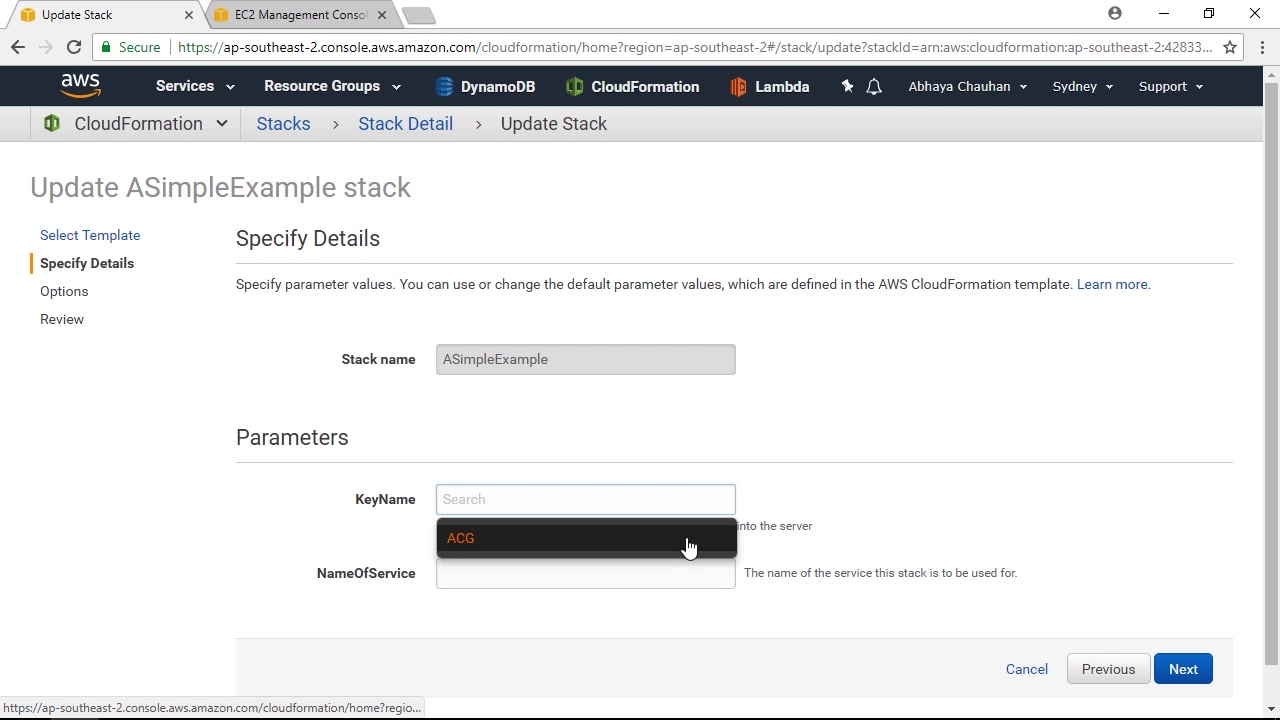 Update Stack
EC2 Management Consol
Secure
https://ap-southeast-2.console.aws.amazon.com/cloudformation/home?region=ap-southeast-2#/stack/update?stackId=arn:aws:cloudformation:ap-southeast-2:42833...
aws
Services
Resource Groups
DynamoDB
CloudFormation
Lambda
Abhaya Chauhan
Sydney
Support
CloudFormation
Stacks > Stack Detail > Update Stack
Update ASimpleExample stack
Select Template
Specify Details
Options
Review
Specify Details
Specify parameter values. You can use or change the default parameter values, which are defined in the AWS CloudFormation template. Learn more.
Stack name
ASimpleExample
Parameters
KeyName
Search
into the server
ACG
NameOfService
The name of the service this stack is to be used for.
Cancel
Previous
Next
https://ap-southeast-2.console.aws.amazon.com/cloudformation/home?regio...